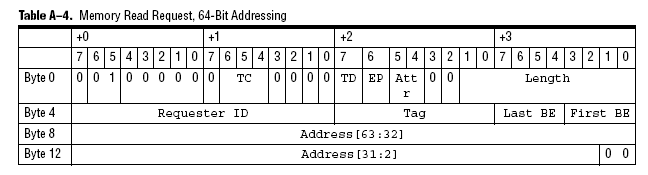 Table A–4. Memory Read Request, 64-Bit Addressing
+0 +1 +2 +3
7 6 5 4 3 2 1 0 7 6 5 4 3 2 1 0 7 6 5 4 3 2 1 0 7 6 5 4 3 2 1 0
Byte 0 0 0 1 0 0 0 0 0 0 TC 0 0 0 0 TD EP Att 0 0 Length
r
Byte 4 Requester ID Tag Last BE First BE
Byte 8 Address[63:32]
Byte 12 Address[31:2] 0 0